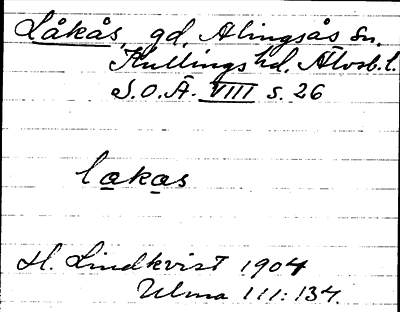 Låkås, gd, Alingsås sn.
Kullings hd. Älvsb. l.
S.O.Ä. VIII s. 26
lakas
H. Lindkvist 1904
Ulma 111:134.